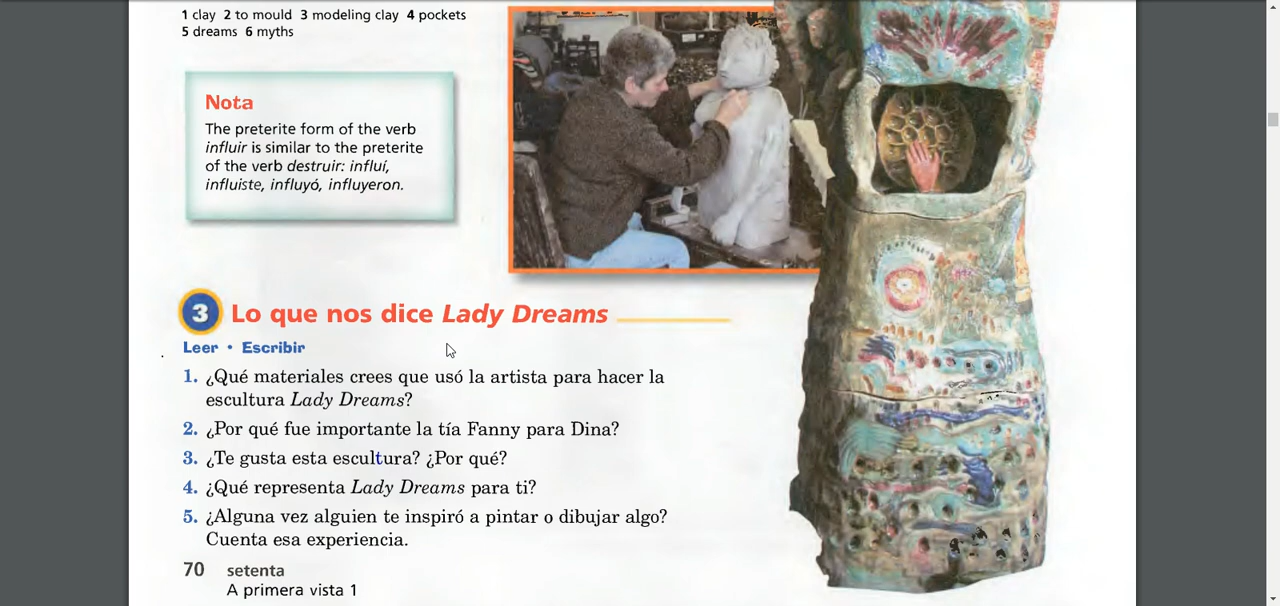 1 clay 2 to mould 3 modeling clay 4 pockets
5 dreams 6 myths
Nota
The preterite form of the verb
influir is similar to the preterite
of the verb destruir: influí,
influiste, influyó, influyeron.
3 Lo que nos dice Lady Dreams
Leer • Escribir
1. ¿Qué materiales crees que usó la artista para hacer la
escultura Lady Dreams?
2. ¿Por qué fue importante la tía Fanny para Dina?
3. ¿Te gusta esta escultura? ¿Por qué?
4. ¿Qué representa Lady Dreams para ti?
5. ¿Alguna vez alguien te inspiró a pintar o dibujar algo?
Cuenta esa experiencia.
70 setenta
A primera vista 1